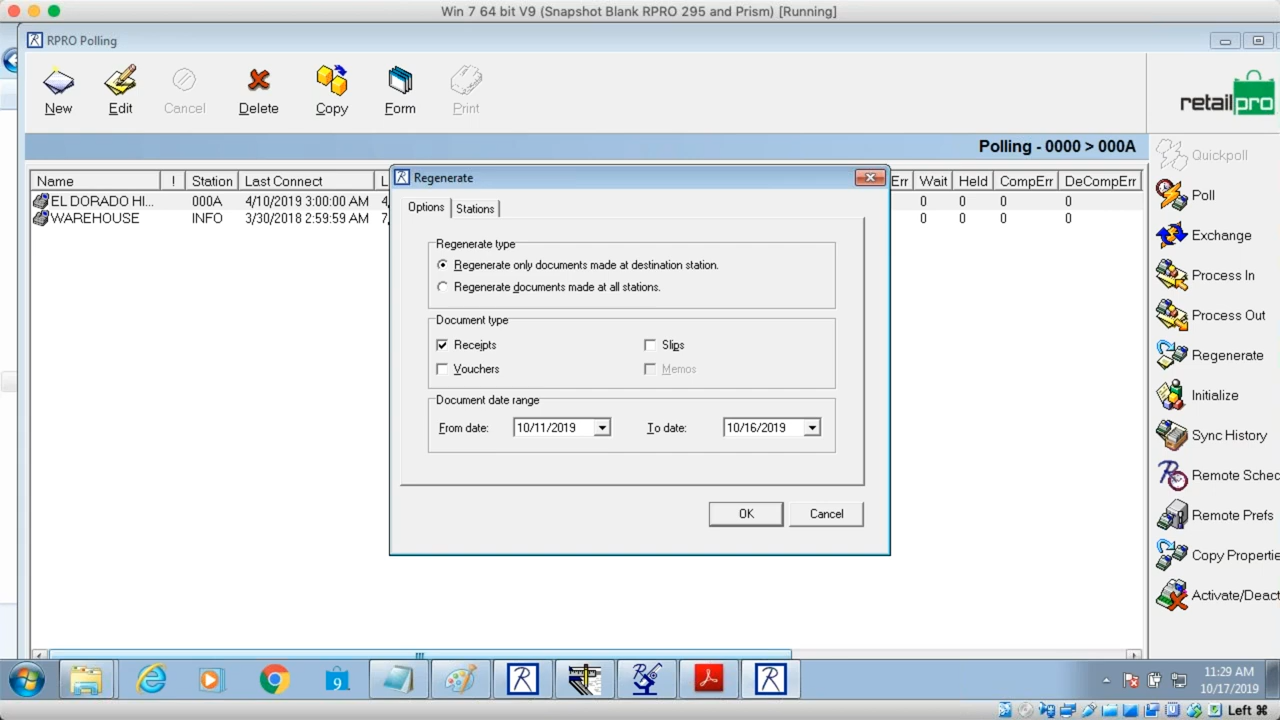 Win 7 64 bit V9 (Snapshot Blank RPRO 295 and Prism) [Running]
RPRO Polling
New Edit Cancel Delete Copy Form Print
retailpro
Polling - 0000 > 000A
Name ! Station Last Connect L Err Wait Held CompErr DeCompErr
EL DORADO HI... 000A 4/10/2019 3:00:00 AM 4, 0 0 0 0
WAREHOUSE INFO 3/30/2018 2:59:59 AM 7, 0 0 0 0
Regenerate
Options Stations
Regenerate type
Regenerate only documents made at destination station.
Regenerate documents made at all stations.
Document type
Receipts Slips
Vouchers Memos
Document date range
From date: 10/11/2019 To date: 10/16/2019
OK Cancel
Quickpoll
Poll
Exchange
Process In
Process Out
Regenerate
Initialize
Sync History
Remote Sched
Remote Prefs
Copy Propertie
Activate/Deact
9
11:29 AM
10/17/2019
Left ⌘